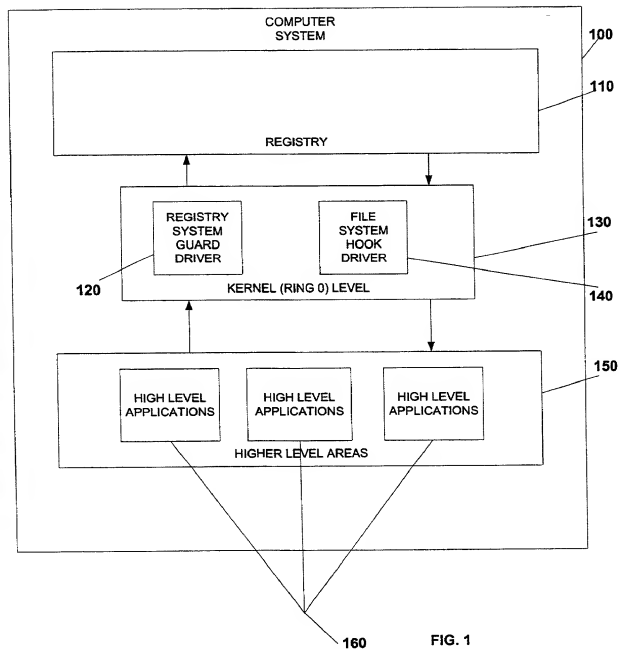 COMPUTER
SYSTEM
100
110
REGISTRY
REGISTRY
SYSTEM
GUARD
DRIVER
FILE
SYSTEM
HOOK
DRIVER
130
120
KERNEL (RING 0) LEVEL
140
150
HIGH LEVEL
APPLICATIONS
HIGH LEVEL
APPLICATIONS
HIGH LEVEL
APPLICATIONS
HIGHER LEVEL AREAS
160
FIG. 1